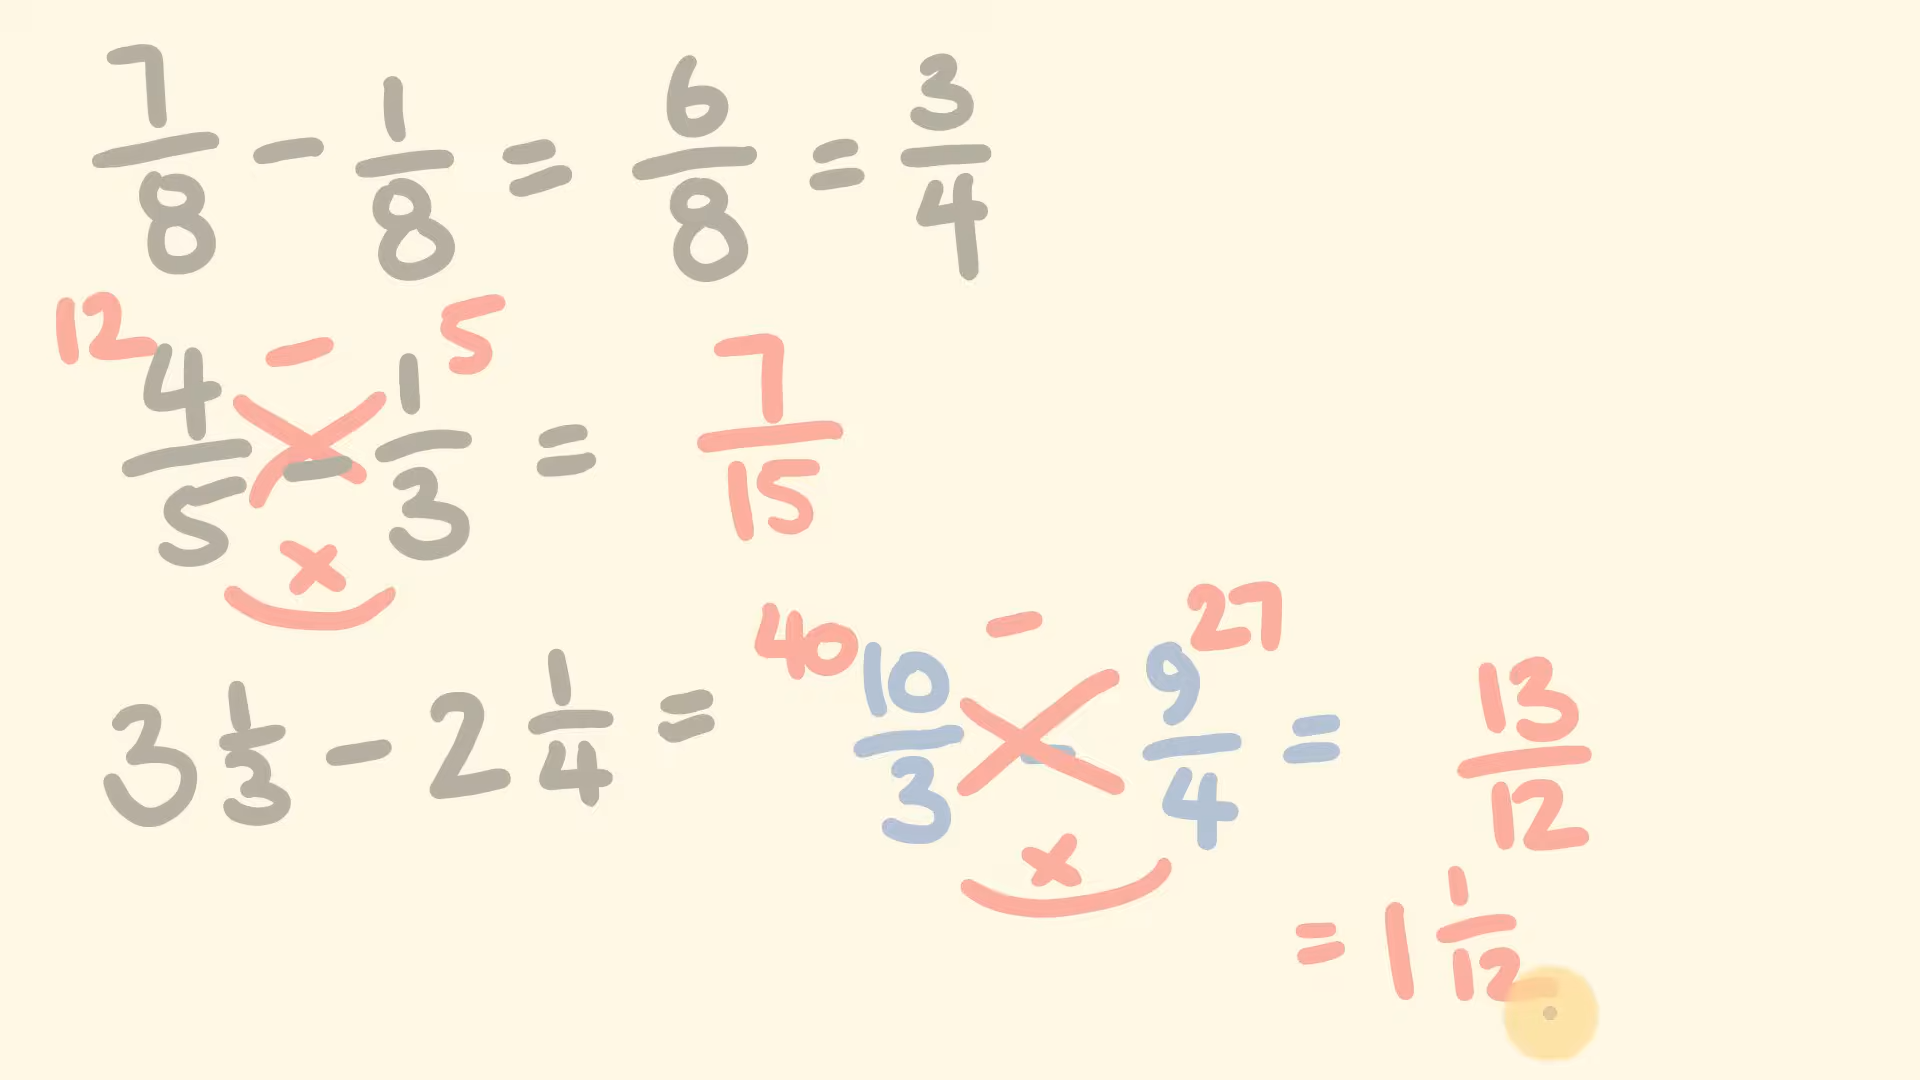 7/8 - 1/8 = 6/8 = 3/4
12 - 5
4/5 - 1/3 = 7/15
×
40 - 27
3 1/3 - 2 1/4 = 10/3 - 9/4 = 13/12
×
= 1 1/12